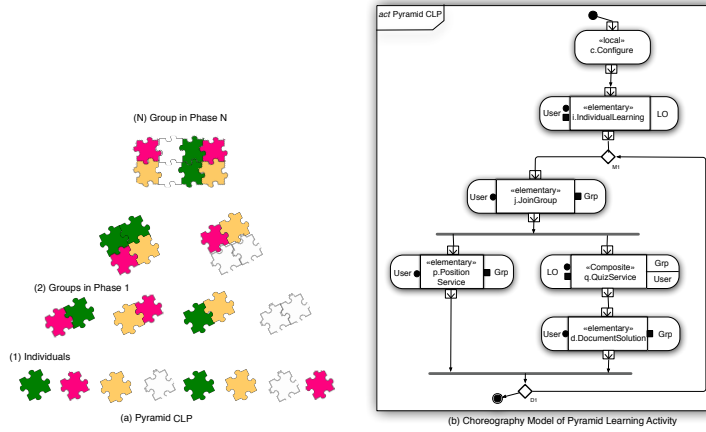 (N) Group in Phase N
(2) Groups in Phase 1
(1) Individuals
(a) Pyramid CLP
act Pyramid CLP
«local»
c.Configure
User
«elementary»
i.IndividualLearning
LO
M1
User
«elementary»
j.JoinGroup
Grp
User
«elementary»
p.Position
Service
Grp
LO
«Composite»
q.QuizService
Grp
User
User
«elementary»
d.DocumentSolution
Grp
D1
(b) Choreography Model of Pyramid Learning Activity